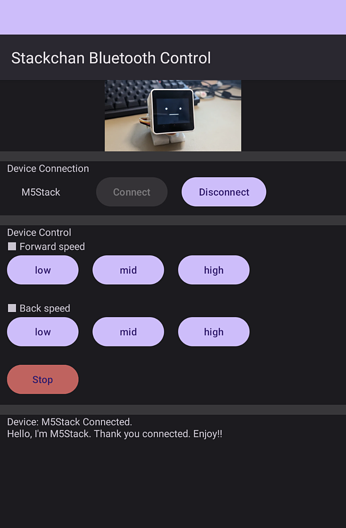 Stackchan Bluetooth Control
Device Connection
M5Stack Connect Disconnect
Device Control
Forward speed
low mid high
Back speed
low mid high
Stop
Device: M5Stack Connected.
Hello, I'm M5Stack. Thank you connected. Enjoy!!